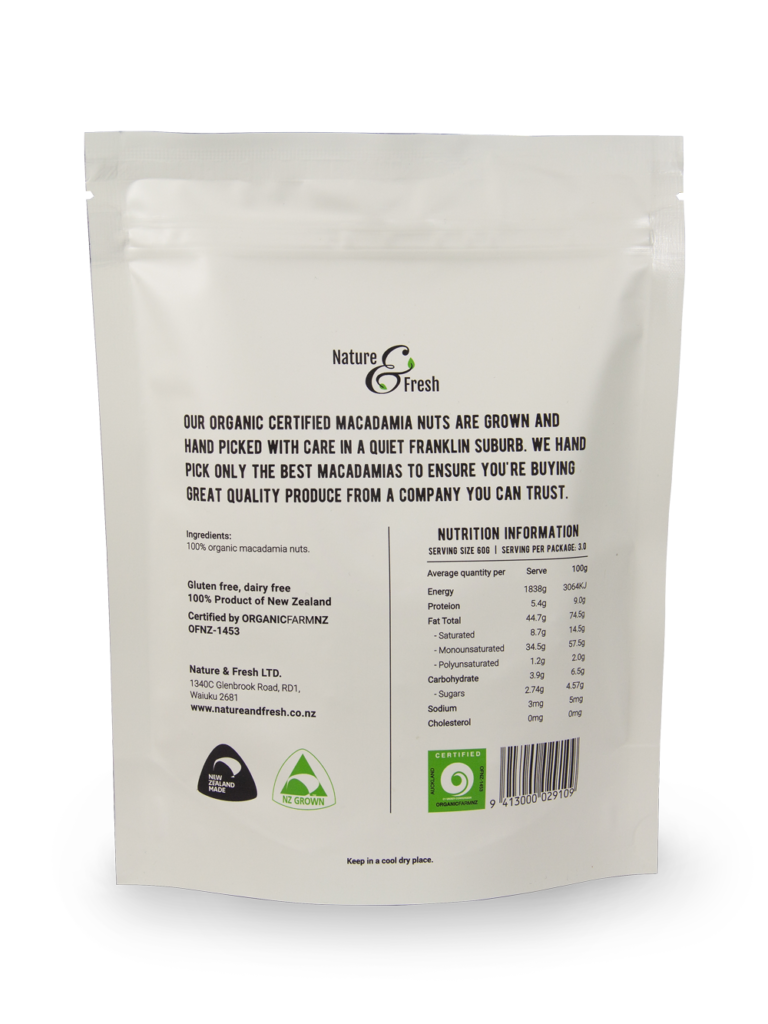 Nature & Fresh
OUR ORGANIC CERTIFIED MACADAMIA NUTS ARE GROWN AND
HAND PICKED WITH CARE IN A QUIET FRANKLIN SUBURB. WE HAND
PICK ONLY THE BEST MACADAMIAS TO ENSURE YOU'RE BUYING
GREAT QUALITY PRODUCE FROM A COMPANY YOU CAN TRUST.
Ingredients:
100% organic macadamia nuts.
Gluten free, dairy free
100% Product of New Zealand
Certified by ORGANICFARMNZ
OFNZ-1453
Nature & Fresh LTD.
1340C Glenbrook Road, RD1,
Waiuku 2681
www.natureandfresh.co.nz
NEW
ZEALAND
MADE
NZ GROWN
NUTRITION INFORMATION
SERVING SIZE 60G | SERVING PER PACKAGE: 3.0
Average quantity per Serve 100g
Energy 1838g 3064KJ
Proteion 5.4g 9.0g
Fat Total 44.7g 74.5g
- Saturated 8.7g 14.5g
- Monounsaturated 34.5g 57.5g
- Polyunsaturated 1.2g 2.0g
Carbohydrate 3.9g 6.5g
- Sugars 2.74g 4.57g
Sodium 3mg 5mg
Cholesterol 0mg 0mg
CERTIFIED
AUCKLAND
ORGANICFARMNZ
9 413000 029109
Keep in a cool dry place.